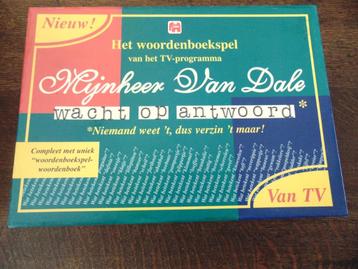 Nieuw!
Het woordenboekspel
van het TV-programma
Mijnheer Van Dale
wacht op antwoord*
*Niemand weet 't, dus verzin 't maar!
Compleet met uniek
"woordenboekspel-
woordenboek"
Van TV